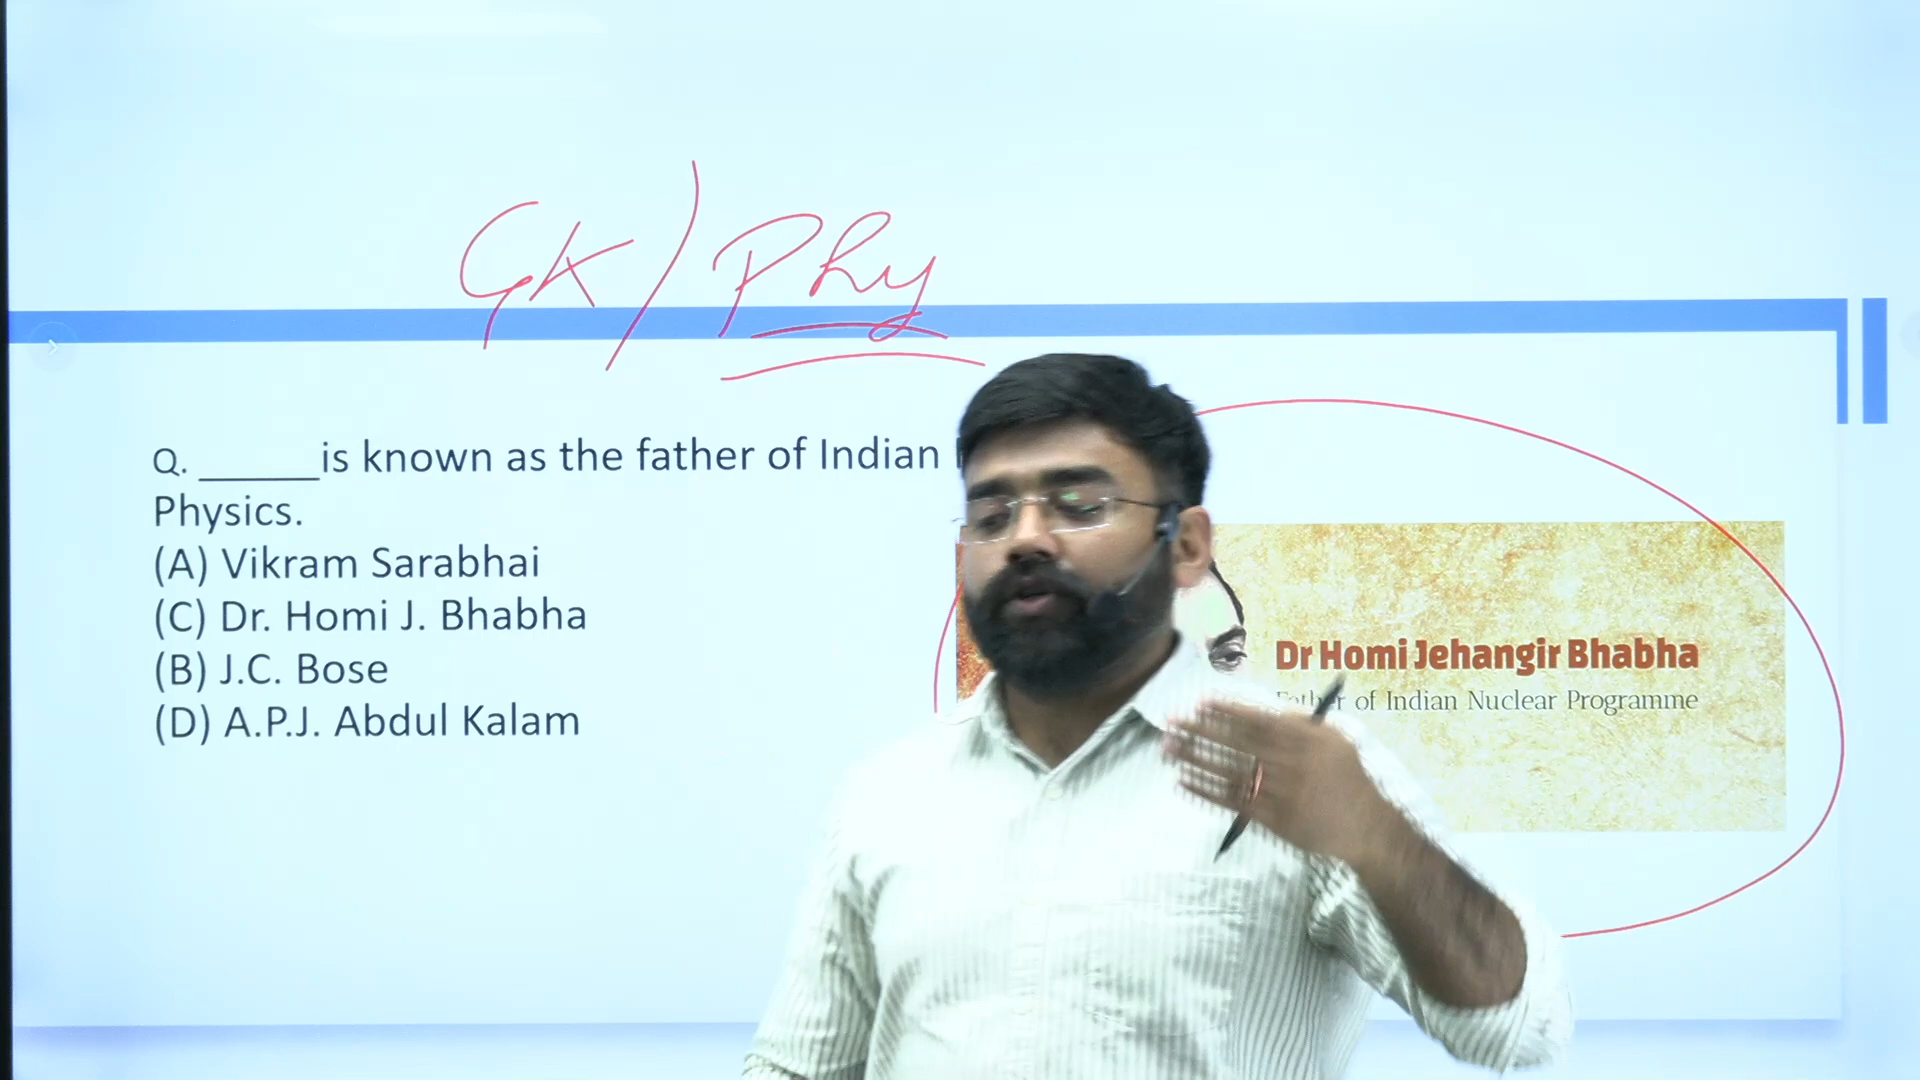 GK/Phy
Q. ______is known as the father of Indian
Physics.
(A) Vikram Sarabhai
(C) Dr. Homi J. Bhabha
(B) J.C. Bose
(D) A.P.J. Abdul Kalam
Dr Homi Jehangir Bhabha
Father of Indian Nuclear Programme